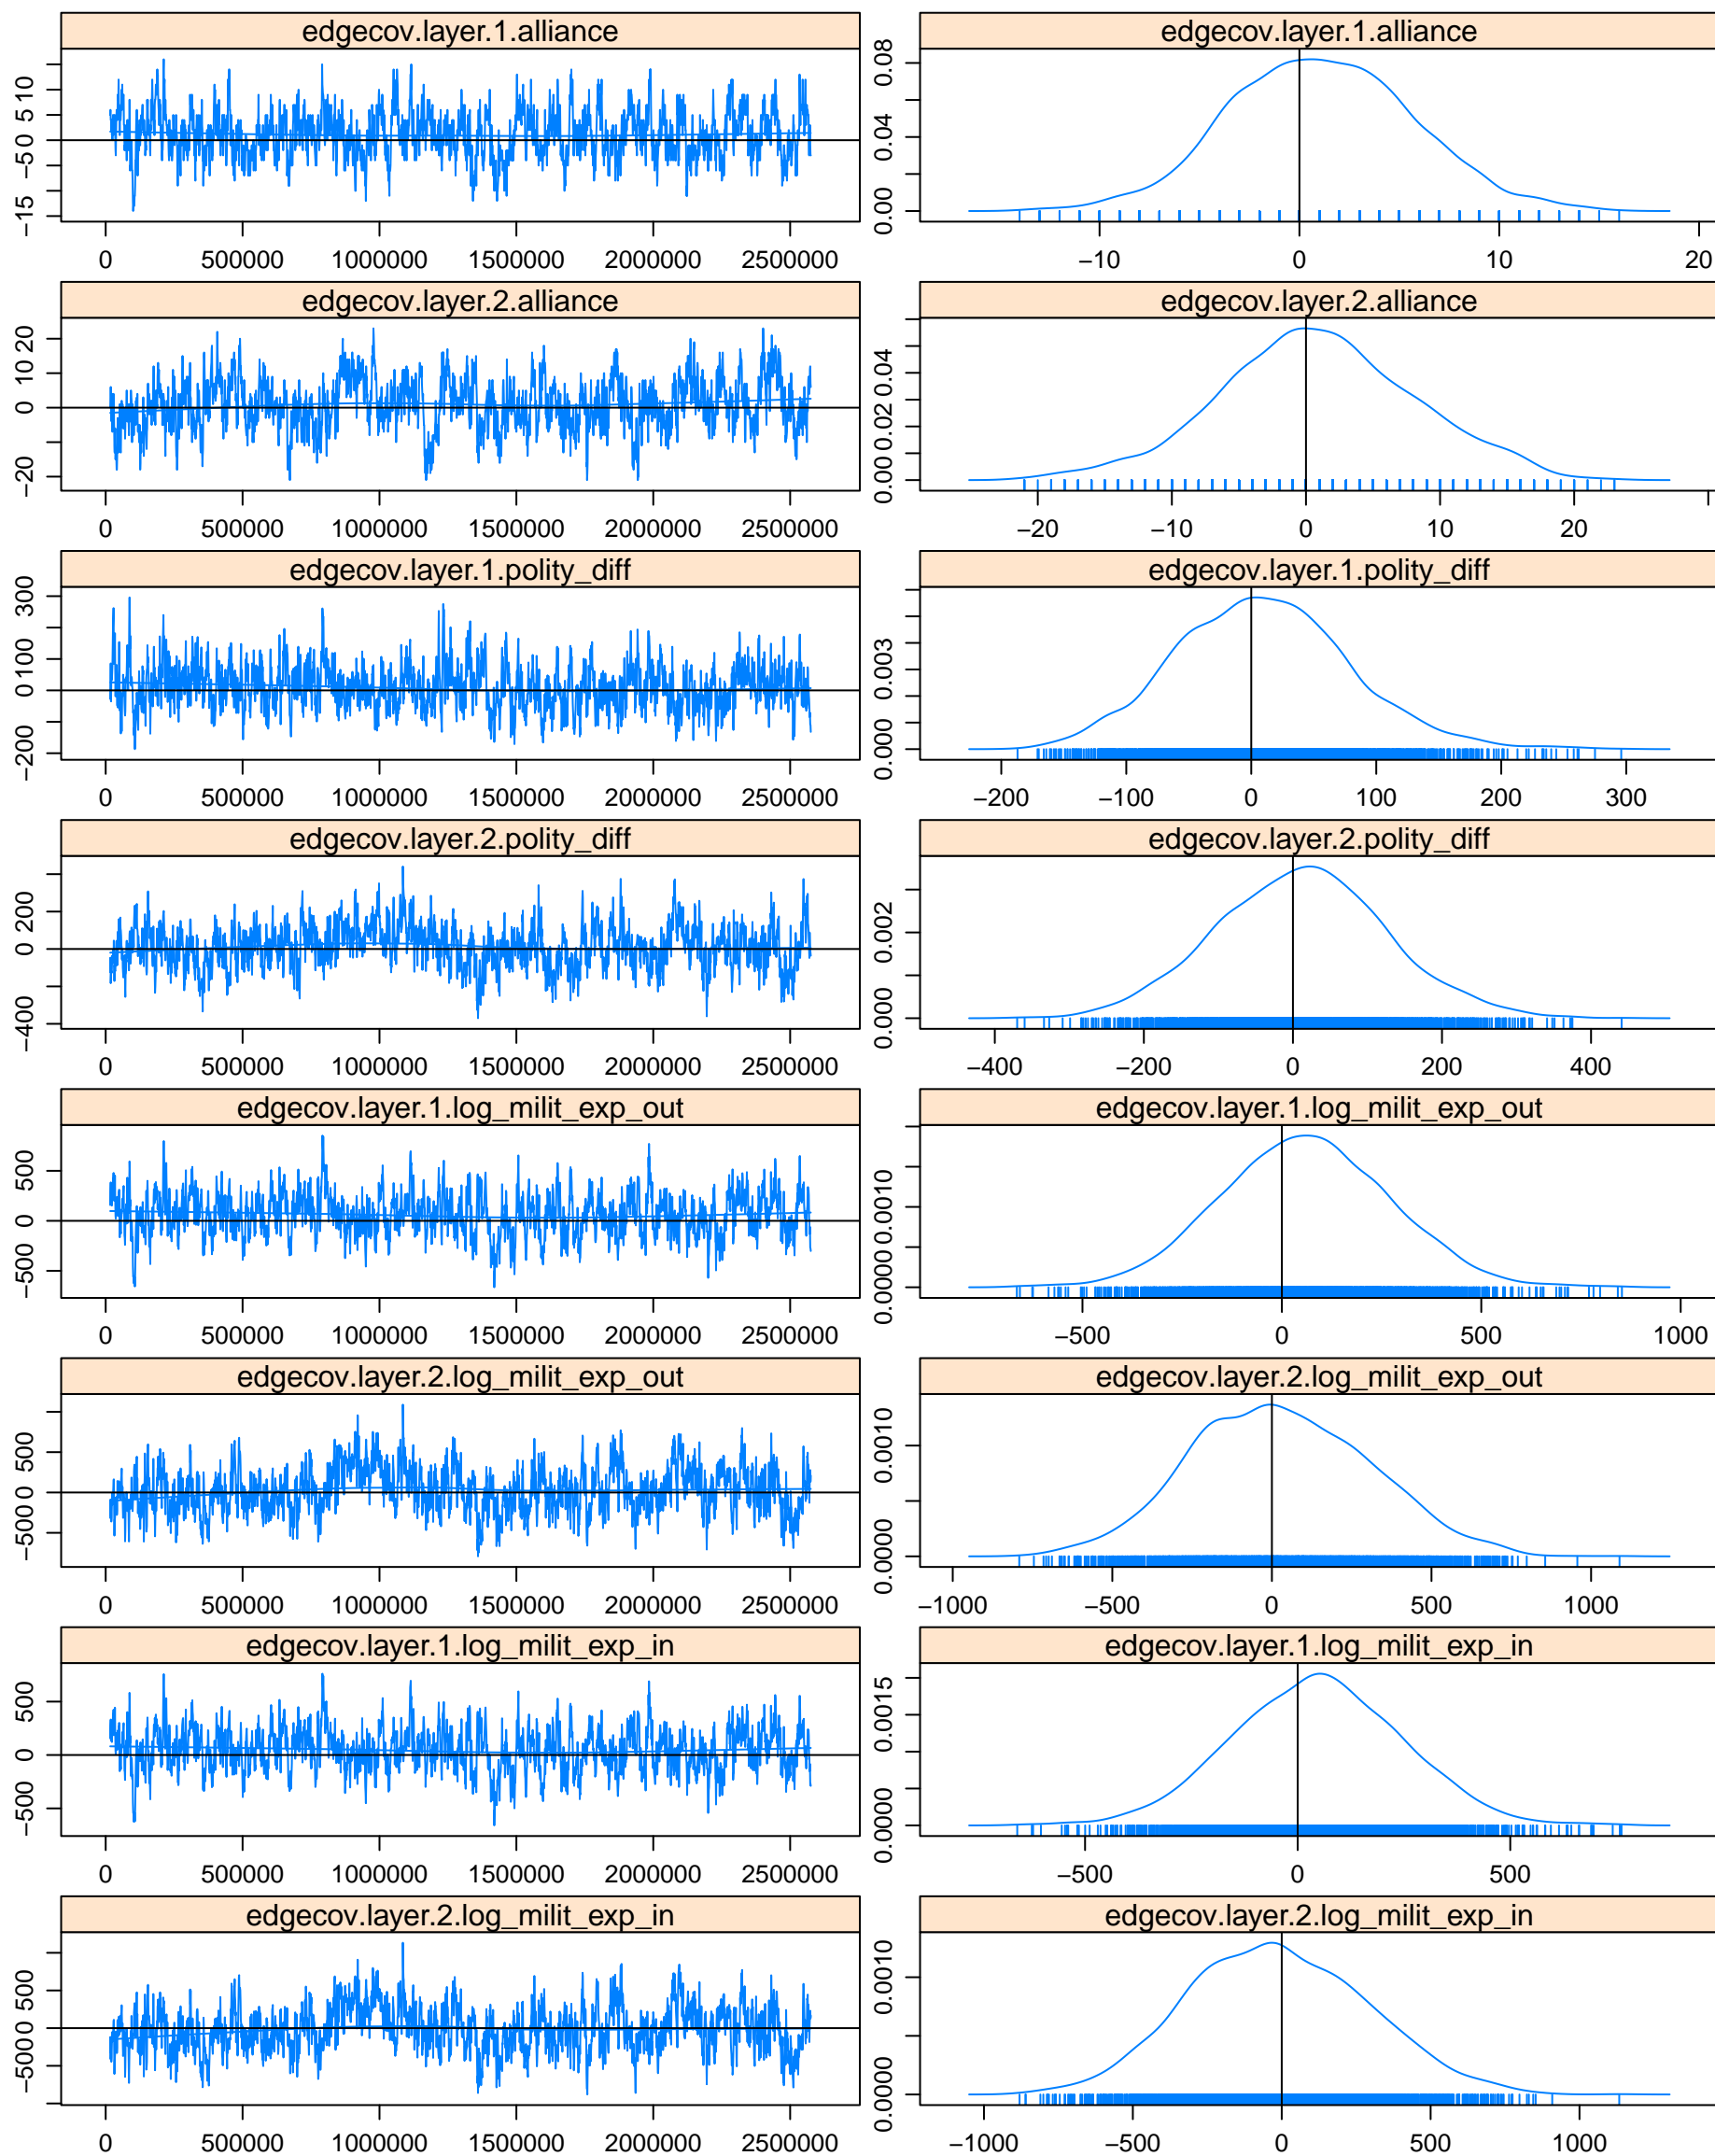 edgecov.layer.1.alliance
−15 −5 0 5 10
0 500000 1000000 1500000 2000000 2500000
edgecov.layer.1.alliance
0.00 0.04 0.08
−10 0 10 20
edgecov.layer.2.alliance
−20 0 10 20
0 500000 1000000 1500000 2000000 2500000
edgecov.layer.2.alliance
0.00 0.02 0.04
−20 −10 0 10 20
edgecov.layer.1.polity_diff
−200 0 100 300
0 500000 1000000 1500000 2000000 2500000
edgecov.layer.1.polity_diff
0.000 0.003
−200 −100 0 100 200 300
edgecov.layer.2.polity_diff
−400 0 200
0 500000 1000000 1500000 2000000 2500000
edgecov.layer.2.polity_diff
0.000 0.002
−400 −200 0 200 400
edgecov.layer.1.log_milit_exp_out
−500 0 500
0 500000 1000000 1500000 2000000 2500000
edgecov.layer.1.log_milit_exp_out
0.0000 0.0010
−500 0 500 1000
edgecov.layer.2.log_milit_exp_out
−500 0 500
0 500000 1000000 1500000 2000000 2500000
edgecov.layer.2.log_milit_exp_out
0.0000 0.0010
−1000 −500 0 500 1000
edgecov.layer.1.log_milit_exp_in
−500 0 500
0 500000 1000000 1500000 2000000 2500000
edgecov.layer.1.log_milit_exp_in
0.0000 0.0015
−500 0 500
edgecov.layer.2.log_milit_exp_in
−500 0 500
0 500000 1000000 1500000 2000000 2500000
edgecov.layer.2.log_milit_exp_in
0.0000 0.0010
−1000 −500 0 500 1000